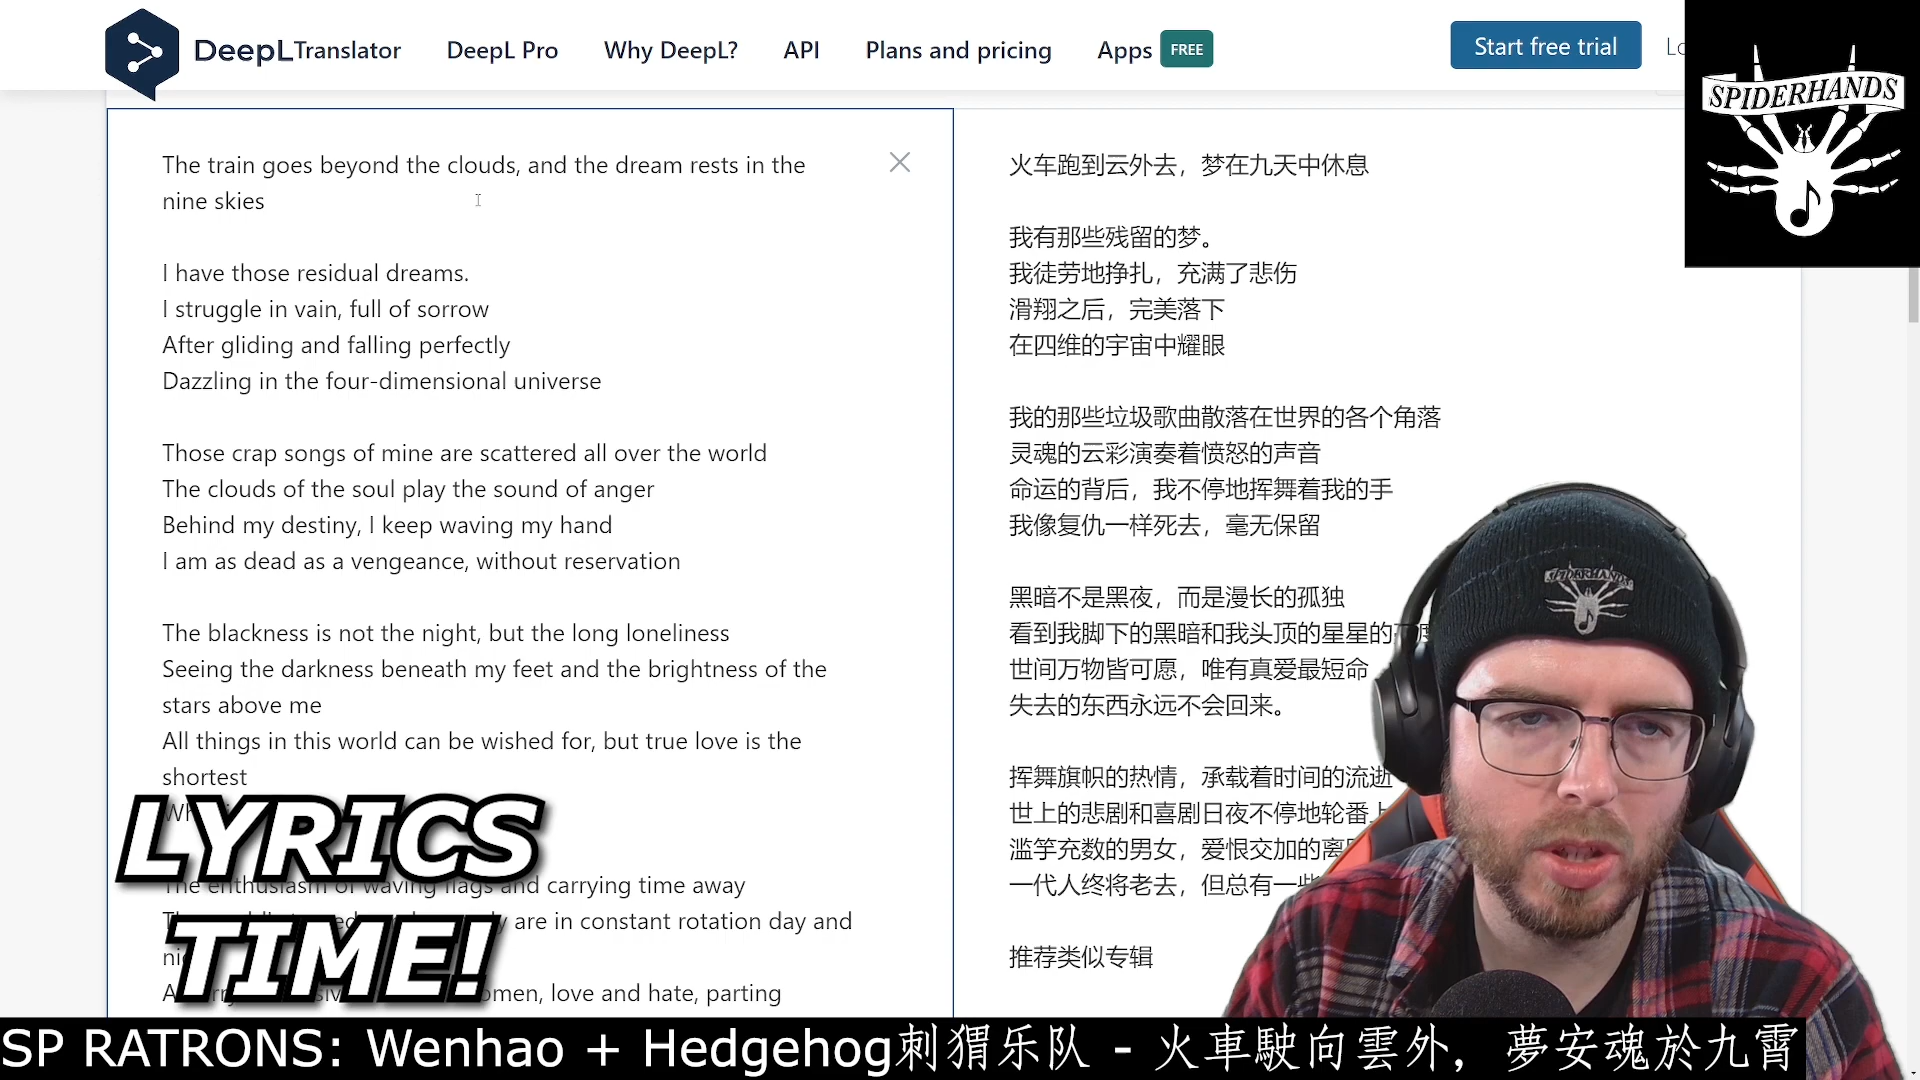 DeepL Translator DeepL Pro Why DeepL? API Plans and pricing Apps FREE Start free trial
SPIDERHANDS
The train goes beyond the clouds, and the dream rests in the
nine skies
I have those residual dreams.
I struggle in vain, full of sorrow
After gliding and falling perfectly
Dazzling in the four-dimensional universe
Those crap songs of mine are scattered all over the world
The clouds of the soul play the sound of anger
Behind my destiny, I keep waving my hand
I am as dead as a vengeance, without reservation
The blackness is not the night, but the long loneliness
Seeing the darkness beneath my feet and the brightness of the
stars above me
All things in this world can be wished for, but true love is the
shortest
The enthusiasm of waving flags and carrying time away
are in constant rotation day and
love and hate, parting
火车跑到云外去，梦在九天中休息
我有那些残留的梦。
我徒劳地挣扎，充满了悲伤
滑翔之后，完美落下
在四维的宇宙中耀眼
我的那些垃圾歌曲散落在世界的各个角落
灵魂的云彩演奏着愤怒的声音
命运的背后，我不停地挥舞着我的手
我像复仇一样死去，毫无保留
黑暗不是黑夜，而是漫长的孤独
看到我脚下的黑暗和我头顶的星星的
世间万物皆可愿，唯有真爱最短命
失去的东西永远不会回来。
挥舞旗帜的热情，承载着时间的流逝
世上的悲剧和喜剧日夜不停地轮番
滥竽充数的男女，爱恨交加的离
一代人终将老去，但总有一些
推荐类似专辑
SPIDERHANDS
LYRICS
TIME!
SP RATRONS: Wenhao + Hedgehog刺猬乐队 - 火車駛向雲外，夢安魂於九霄